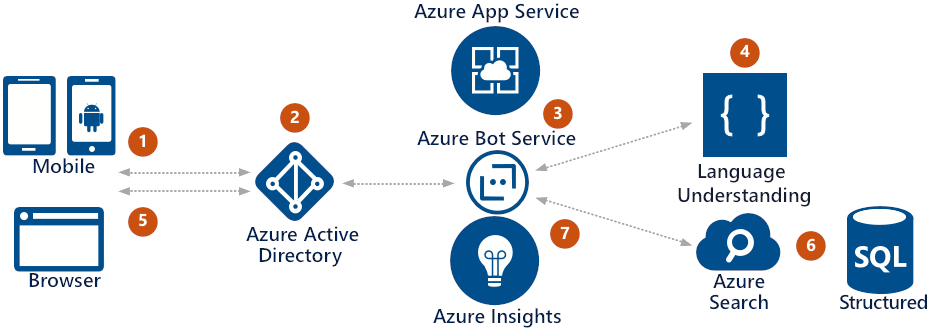 Azure App Service
4
3
2
1
Azure Bot Service
{ }
Mobile
Language
Understanding
5
7
Azure Active
Directory
6
SQL
Browser
Azure
Search
Structured
Azure Insights